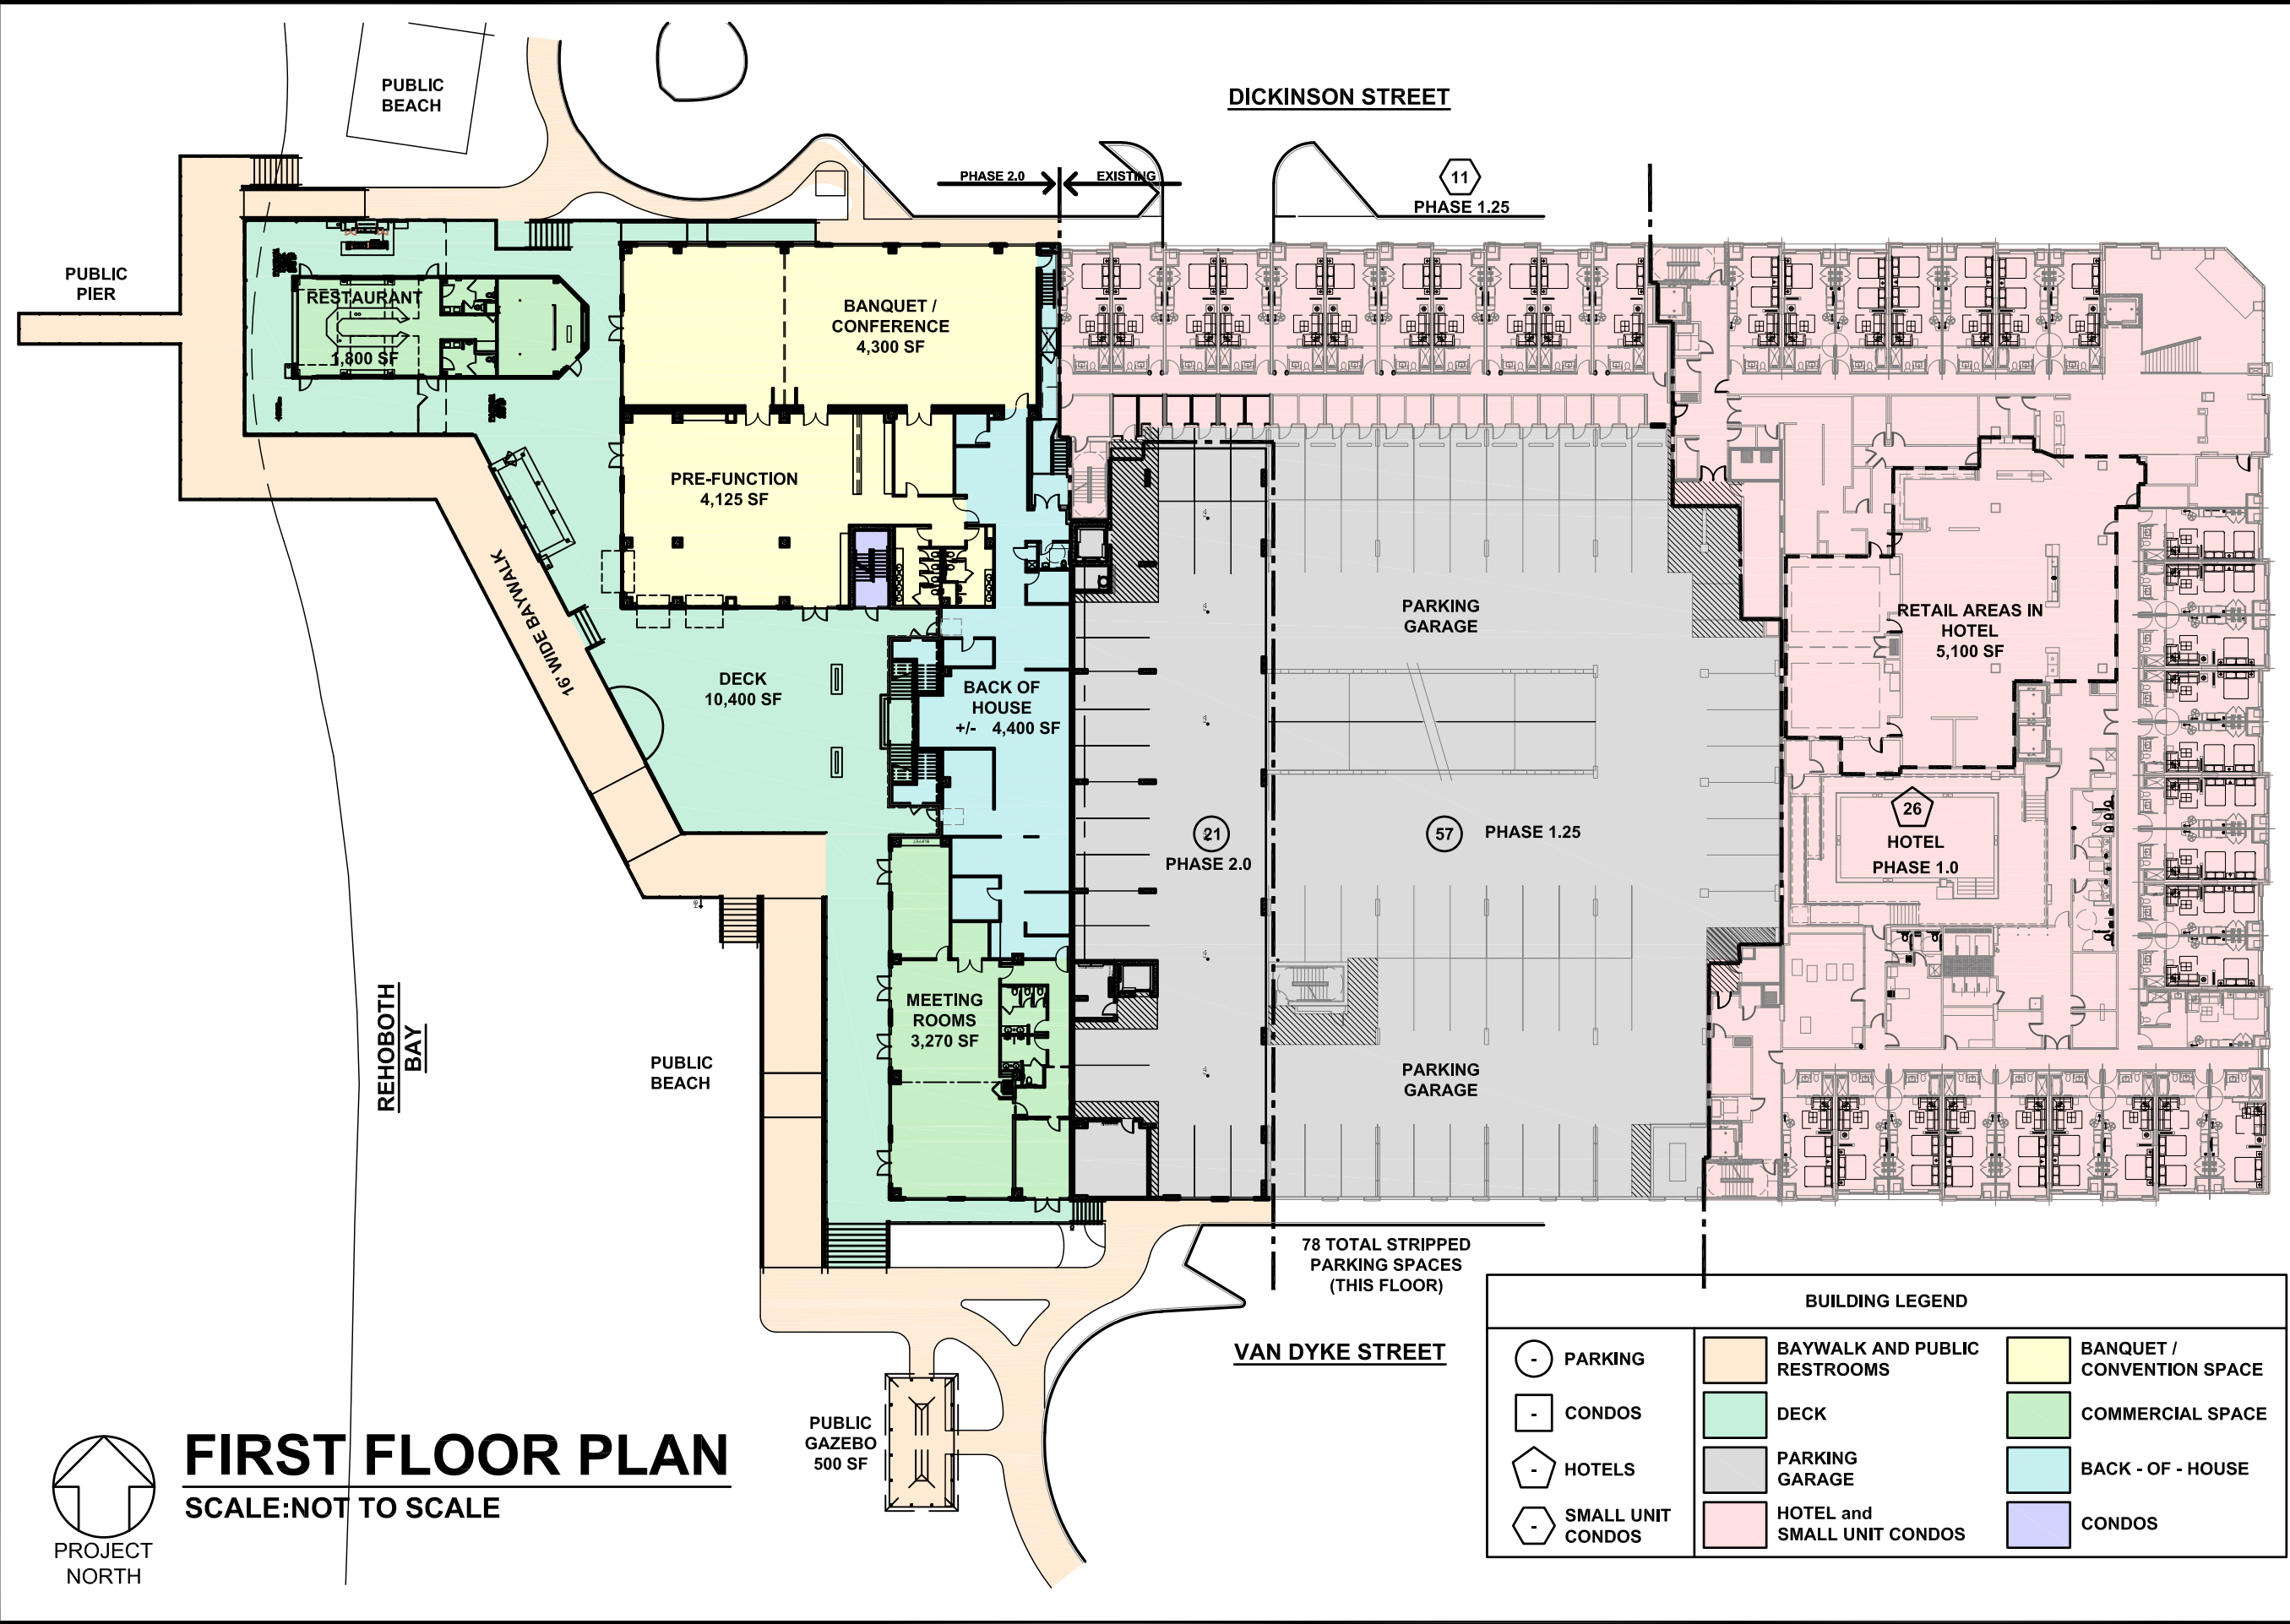 PUBLIC
BEACH
DICKINSON STREET
PHASE 2.0
EXISTING
11
PHASE 1.25
PUBLIC
PIER
RESTAURANT
1,800 SF
BANQUET /
CONFERENCE
4,300 SF
PRE-FUNCTION
4,125 SF
16' WIDE BAYWALK
DECK
10,400 SF
BACK OF
HOUSE
+/- 4,400 SF
PARKING
GARAGE
RETAIL AREAS IN
HOTEL
5,100 SF
21
PHASE 2.0
57
PHASE 1.25
26
HOTEL
PHASE 1.0
MEETING
ROOMS
3,270 SF
REHOBOTH
BAY
PUBLIC
BEACH
PARKING
GARAGE
78 TOTAL STRIPPED
PARKING SPACES
(THIS FLOOR)
VAN DYKE STREET
PUBLIC
GAZEBO
500 SF
FIRST FLOOR PLAN
SCALE:NOT TO SCALE
PROJECT
NORTH
BUILDING LEGEND
- PARKING
- CONDOS
- HOTELS
- SMALL UNIT
CONDOS
BAYWALK AND PUBLIC
RESTROOMS
DECK
PARKING
GARAGE
HOTEL and
SMALL UNIT CONDOS
BANQUET /
CONVENTION SPACE
COMMERCIAL SPACE
BACK - OF - HOUSE
CONDOS